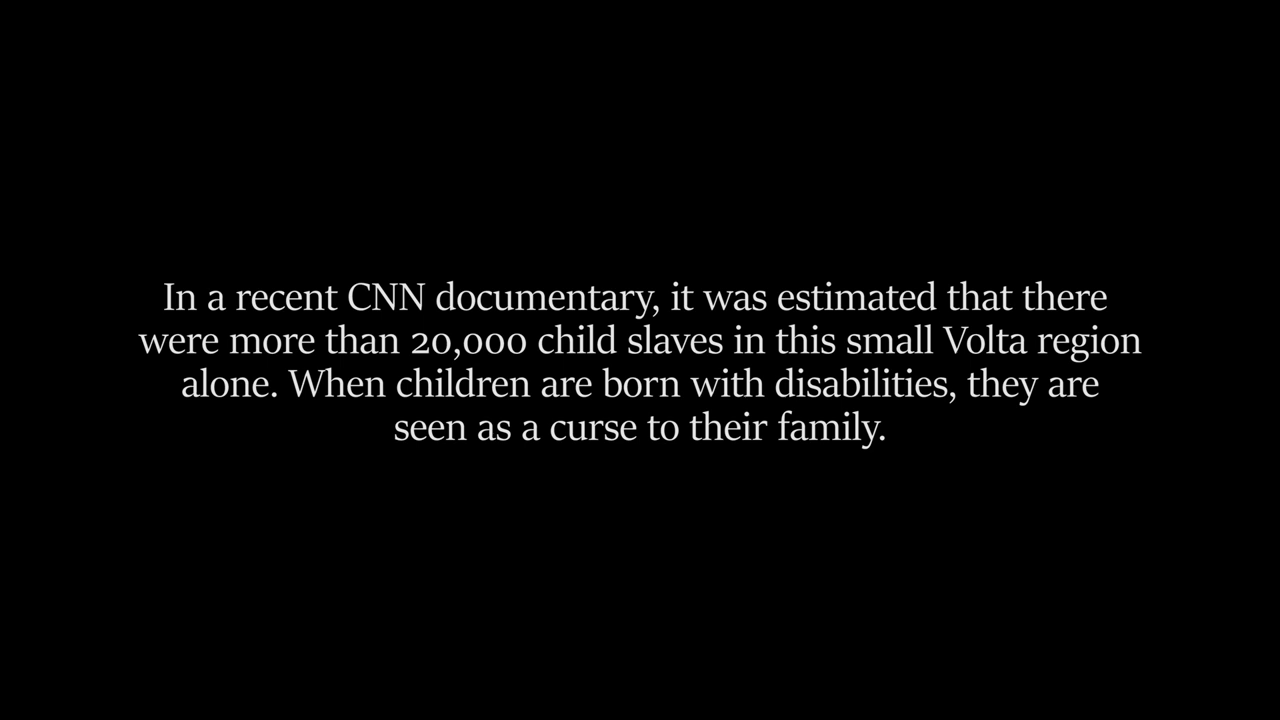 In a recent CNN documentary, it was estimated that there
were more than 20,000 child slaves in this small Volta region
alone. When children are born with disabilities, they are
seen as a curse to their family.